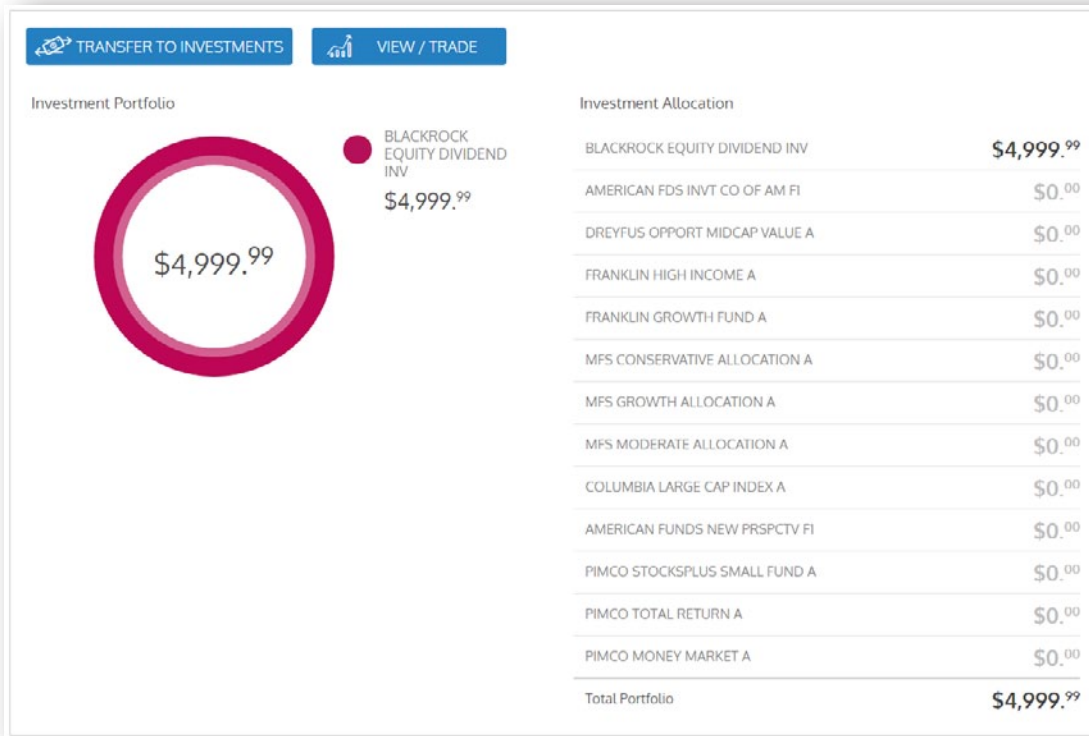 TRANSFER TO INVESTMENTS
VIEW / TRADE
Investment Portfolio
$4,999.99
BLACKROCK
EQUITY DIVIDEND
INV
$4,999.99
Investment Allocation
BLACKROCK EQUITY DIVIDEND INV $4,999.99
AMERICAN FDS INVT CO OF AM FI $0.00
DREYFUS OPPORT MIDCAP VALUE A $0.00
FRANKLIN HIGH INCOME A $0.00
FRANKLIN GROWTH FUND A $0.00
MFS CONSERVATIVE ALLOCATION A $0.00
MFS GROWTH ALLOCATION A $0.00
MFS MODERATE ALLOCATION A $0.00
COLUMBIA LARGE CAP INDEX A $0.00
AMERICAN FUNDS NEW PRSPCTV FI $0.00
PIMCO STOCKSPLUS SMALL FUND A $0.00
PIMCO TOTAL RETURN A $0.00
PIMCO MONEY MARKET A $0.00
Total Portfolio $4,999.99